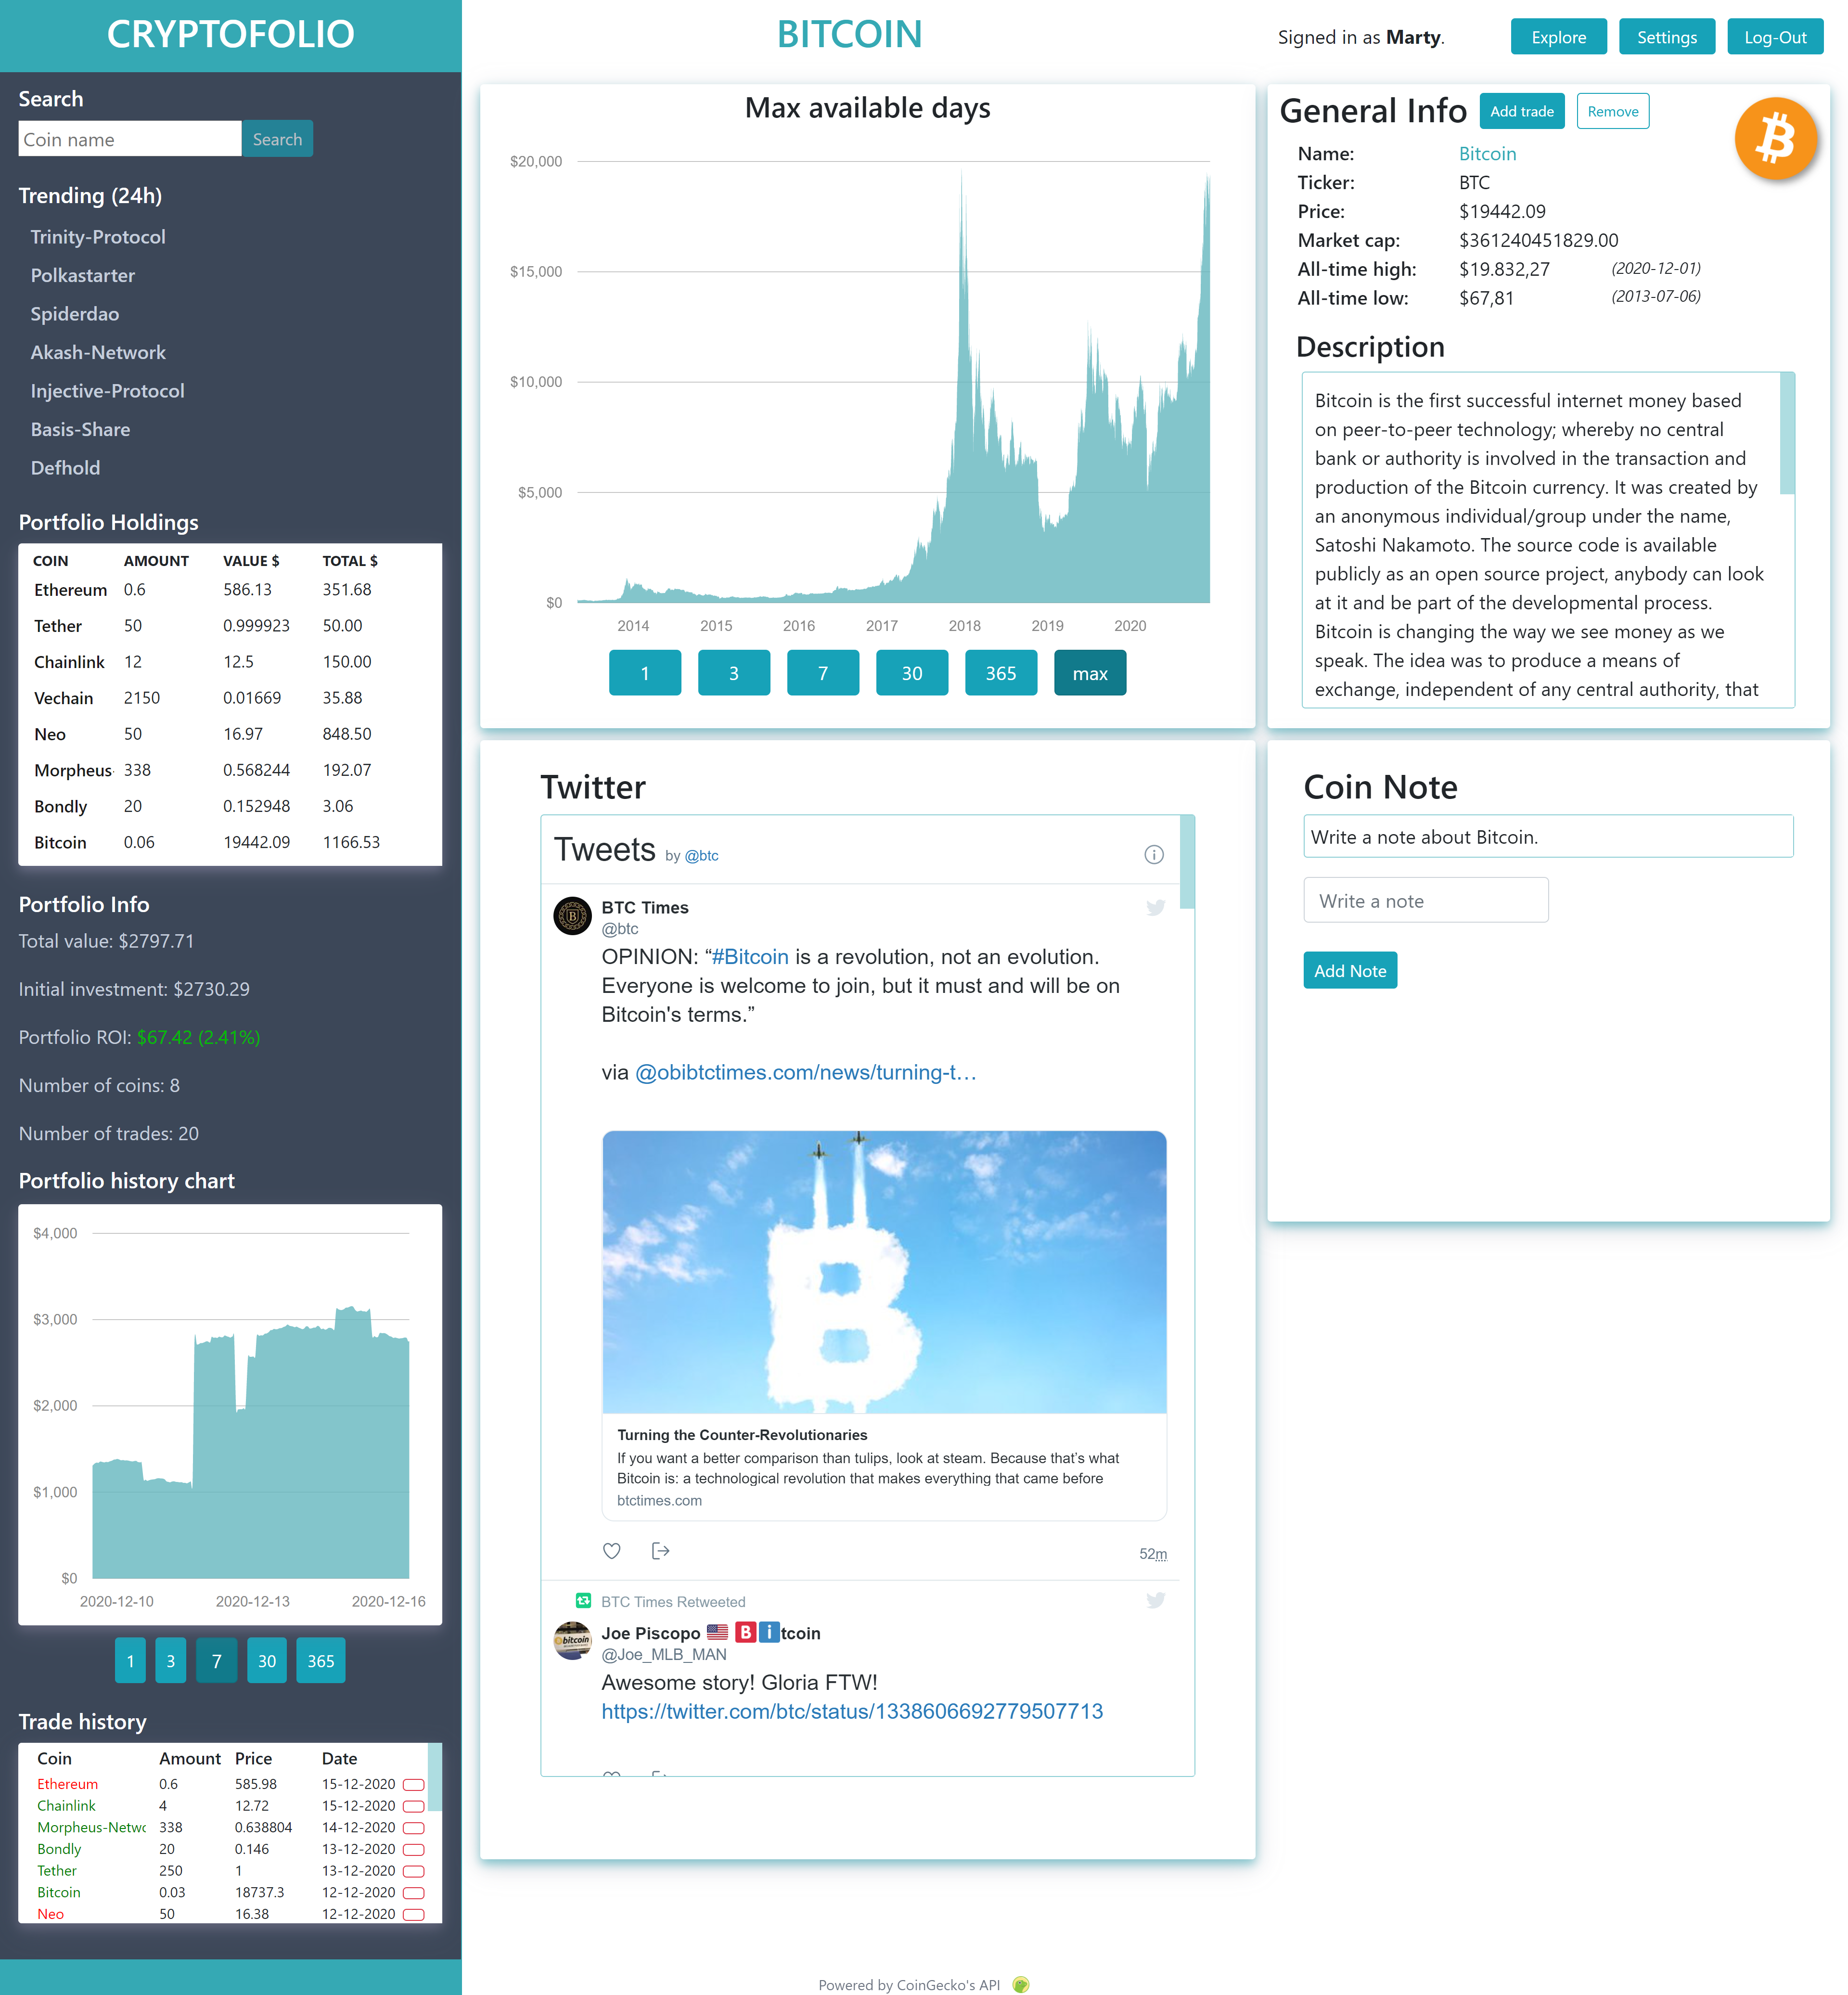 CRYPTOFOLIO
BITCOIN
Signed in as Marty.
Explore
Settings
Log-Out
Search
Coin name
Search
Trending (24h)
Trinity-Protocol
Polkastarter
Spiderdao
Akash-Network
Injective-Protocol
Basis-Share
Defhold
Portfolio Holdings
COIN AMOUNT VALUE $ TOTAL $
Ethereum 0.6 586.13 351.68
Tether 50 0.999923 50.00
Chainlink 12 12.5 150.00
Vechain 2150 0.01669 35.88
Neo 50 16.97 848.50
Morpheus- 338 0.568244 192.07
Bondly 20 0.152948 3.06
Bitcoin 0.06 19442.09 1166.53
Portfolio Info
Total value: $2797.71
Initial investment: $2730.29
Portfolio ROI: $67.42 (2.41%)
Number of coins: 8
Number of trades: 20
Portfolio history chart
$4,000
$3,000
$2,000
$1,000
$0
2020-12-10 2020-12-13 2020-12-16
1 3 7 30 365
Trade history
Coin Amount Price Date
Ethereum 0.6 585.98 15-12-2020
Chainlink 4 12.72 15-12-2020
Morpheus-Netwo 338 0.638804 14-12-2020
Bondly 20 0.146 13-12-2020
Tether 250 1 13-12-2020
Bitcoin 0.03 18737.3 12-12-2020
Neo 50 16.38 12-12-2020
Max available days
$20,000
$15,000
$10,000
$5,000
$0
2014 2015 2016 2017 2018 2019 2020
1 3 7 30 365 max
General Info
Add trade
Remove
Name: Bitcoin
Ticker: BTC
Price: $19442.09
Market cap: $361240451829.00
All-time high: $19.832,27 (2020-12-01)
All-time low: $67,81 (2013-07-06)
Description
Bitcoin is the first successful internet money based
on peer-to-peer technology; whereby no central
bank or authority is involved in the transaction and
production of the Bitcoin currency. It was created by
an anonymous individual/group under the name,
Satoshi Nakamoto. The source code is available
publicly as an open source project, anybody can look
at it and be part of the developmental process.
Bitcoin is changing the way we see money as we
speak. The idea was to produce a means of
exchange, independent of any central authority, that
Twitter
Tweets by @btc
BTC Times
@btc
OPINION: “#Bitcoin is a revolution, not an evolution.
Everyone is welcome to join, but it must and will be on
Bitcoin's terms.”
via @obibtctimes.com/news/turning-t…
Turning the Counter-Revolutionaries
If you want a better comparison than tulips, look at steam. Because that’s what
Bitcoin is: a technological revolution that makes everything that came before
btctimes.com
52m
BTC Times Retweeted
Joe Piscopo 🇺🇸 🅱️ℹ️tcoin
@Joe_MLB_MAN
Awesome story! Gloria FTW!
https://twitter.com/btc/status/1338606692779507713
Coin Note
Write a note about Bitcoin.
Write a note
Add Note
Powered by CoinGecko's API